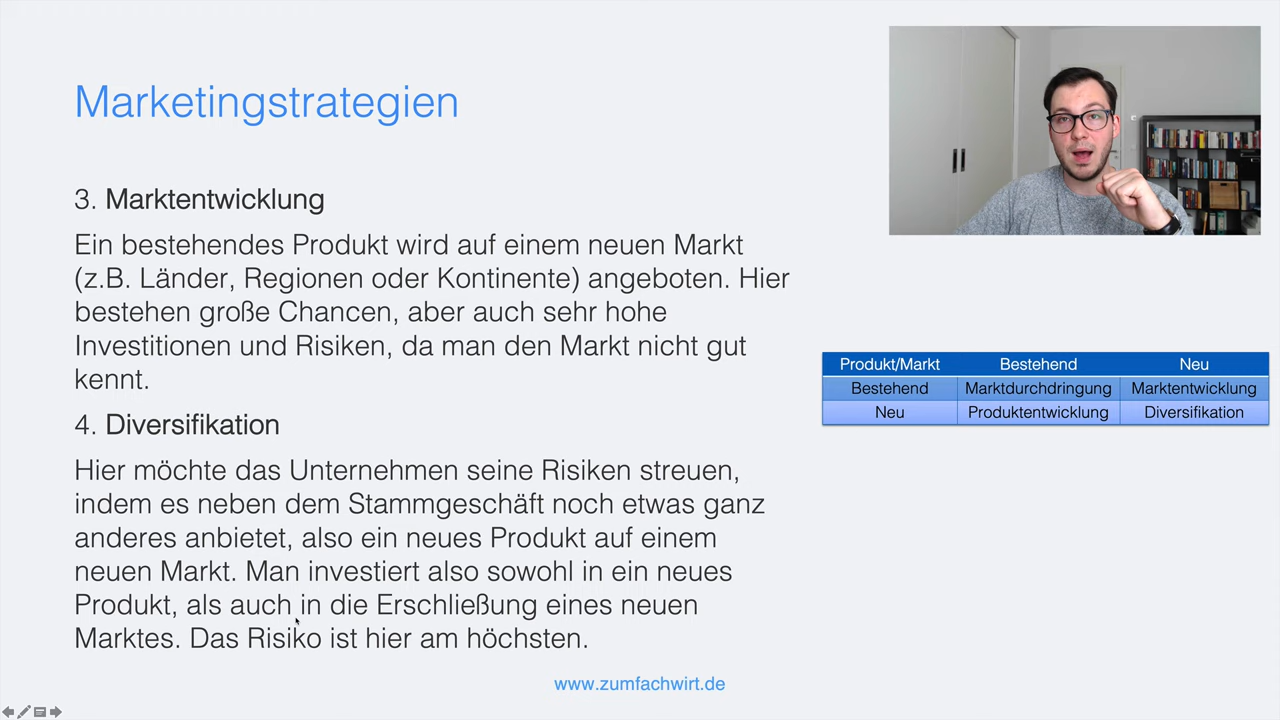 Marketingstrategien
3. Marktentwicklung
Ein bestehendes Produkt wird auf einem neuen Markt
(z.B. Länder, Regionen oder Kontinente) angeboten. Hier
bestehen große Chancen, aber auch sehr hohe
Investitionen und Risiken, da man den Markt nicht gut
kennt.
4. Diversifikation
Hier möchte das Unternehmen seine Risiken streuen,
indem es neben dem Stammgeschäft noch etwas ganz
anderes anbietet, also ein neues Produkt auf einem
neuen Markt. Man investiert also sowohl in ein neues
Produkt, als auch in die Erschließung eines neuen
Marktes. Das Risiko ist hier am höchsten.
Produkt/Markt Bestehend Neu
Bestehend Marktdurchdringung Marktentwicklung
Neu Produktentwicklung Diversifikation
www.zumfachwirt.de